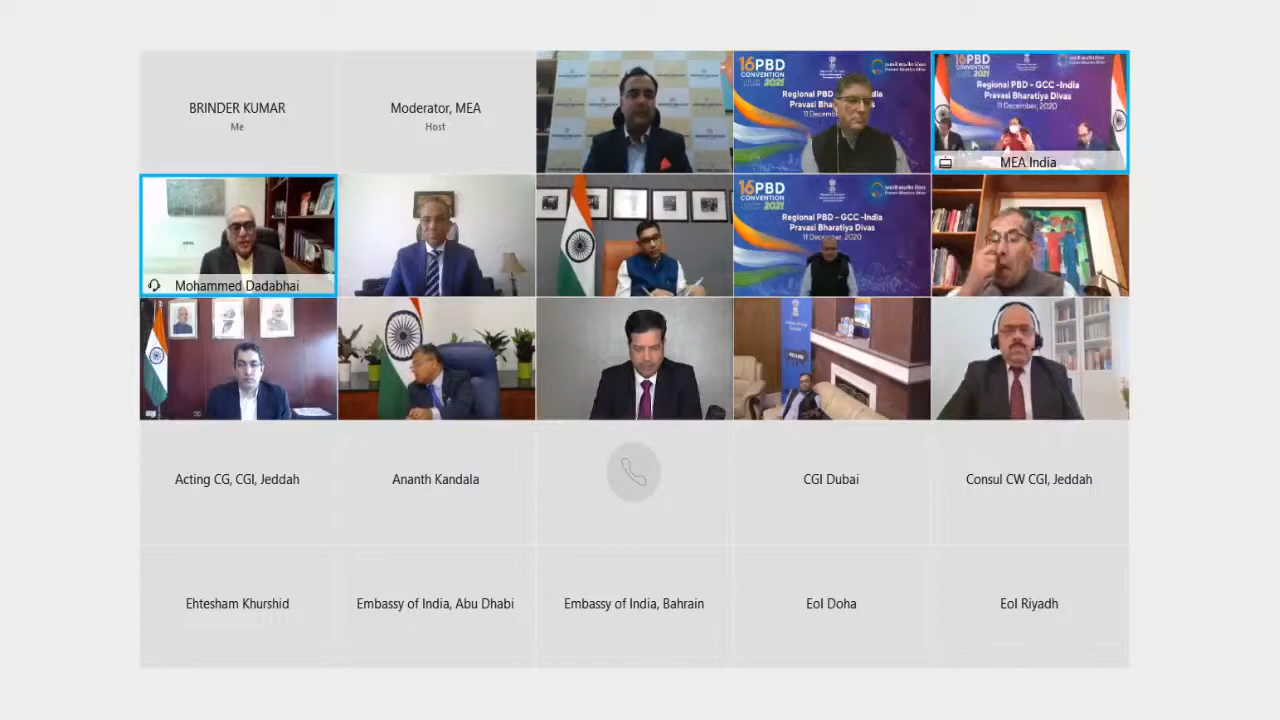 BRINDER KUMAR
Me
Moderator, MEA
Host
16PBD
CONVENTION
2021
Regional PBD - GCC-India
Pravasi Bharatiya Divas
11 Decem
16PBD
CONVENTION
2021
Regional PBD - GCC-India
Pravasi Bharatiya Divas
11 December, 2020
MEA India
Mohammed Dadabhai
16PBD
CONVENTION
2021
Regional PBD - GCC-India
Pravasi Bharatiya Divas
11 December, 2020
Acting CG, CGI, Jeddah
Ananth Kandala
CGI Dubai
Consul CW CGI, Jeddah
Ehtesham Khurshid
Embassy of India, Abu Dhabi
Embassy of India, Bahrain
EoI Doha
EoI Riyadh